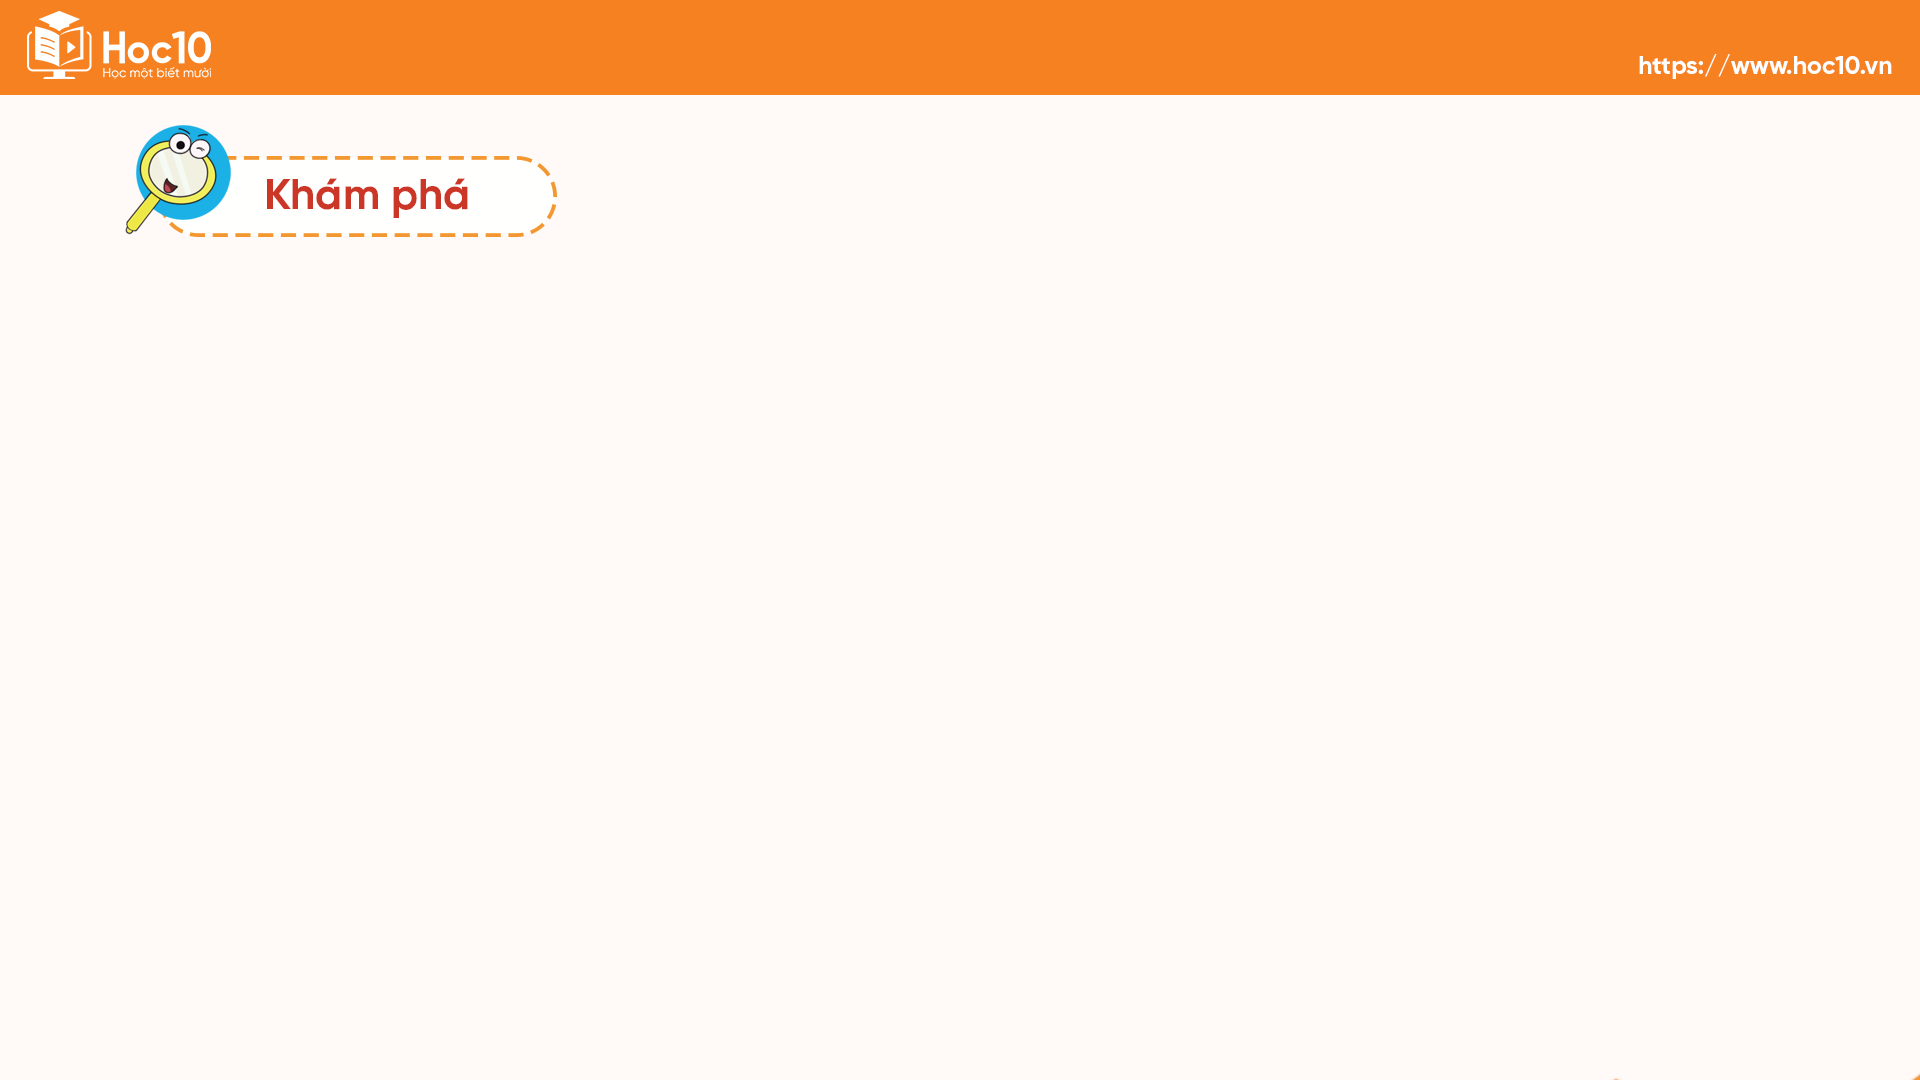 Hoc10
Học một biết mười
https://www.hoc10.vn
Khám phá